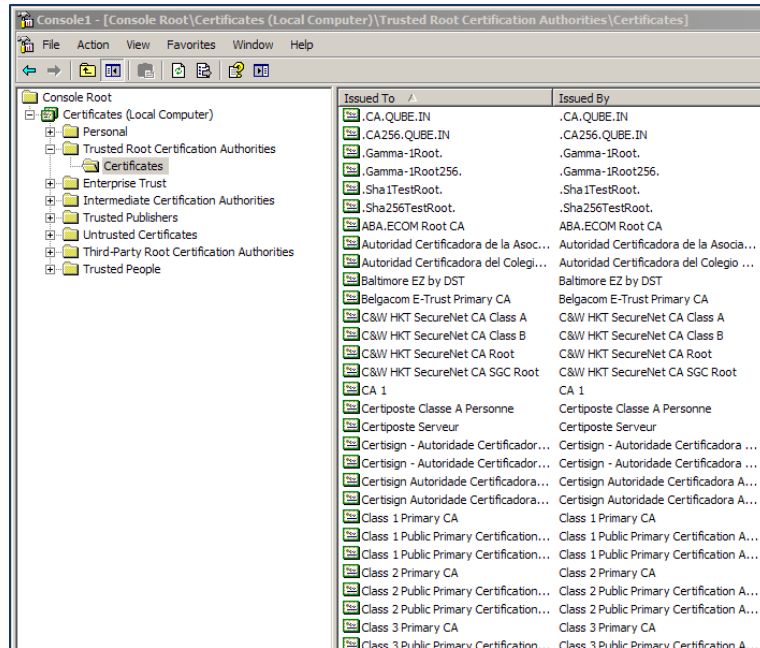 Console1 - [Console Root\Certificates (Local Computer)\Trusted Root Certification Authorities\Certificates]
File Action View Favorites Window Help
Console Root
Certificates (Local Computer)
Personal
Trusted Root Certification Authorities
Certificates
Enterprise Trust
Intermediate Certification Authorities
Trusted Publishers
Untrusted Certificates
Third-Party Root Certification Authorities
Trusted People
Issued To Issued By
.CA.QUBE.IN .CA.QUBE.IN
.CA256.QUBE.IN .CA256.QUBE.IN
.Gamma-1Root. .Gamma-1Root.
.Gamma-1Root256. .Gamma-1Root256.
.Sha1TestRoot. .Sha1TestRoot.
.Sha256TestRoot. .Sha256TestRoot.
ABA.ECOM Root CA ABA.ECOM Root CA
Autoridad Certificadora de la Asoc... Autoridad Certificadora de la Asocia...
Autoridad Certificadora del Colegi... Autoridad Certificadora del Colegio ...
Baltimore EZ by DST Baltimore EZ by DST
Belgacom E-Trust Primary CA Belgacom E-Trust Primary CA
C&W HKT SecureNet CA Class A C&W HKT SecureNet CA Class A
C&W HKT SecureNet CA Class B C&W HKT SecureNet CA Class B
C&W HKT SecureNet CA Root C&W HKT SecureNet CA Root
C&W HKT SecureNet CA SGC Root C&W HKT SecureNet CA SGC Root
CA 1 CA 1
Certiposte Classe A Personne Certiposte Classe A Personne
Certiposte Serveur Certiposte Serveur
Certisign - Autoridade Certificador... Certisign - Autoridade Certificadora ...
Certisign - Autoridade Certificador... Certisign - Autoridade Certificadora ...
Certisign Autoridade Certificadora... Certisign Autoridade Certificadora A...
Certisign Autoridade Certificadora... Certisign Autoridade Certificadora A...
Class 1 Primary CA Class 1 Primary CA
Class 1 Public Primary Certification... Class 1 Public Primary Certification A...
Class 1 Public Primary Certification... Class 1 Public Primary Certification A...
Class 2 Primary CA Class 2 Primary CA
Class 2 Public Primary Certification... Class 2 Public Primary Certification A...
Class 2 Public Primary Certification... Class 2 Public Primary Certification A...
Class 3 Primary CA Class 3 Primary CA
Class 3 Public Primary Certification... Class 3 Public Primary Certification A...